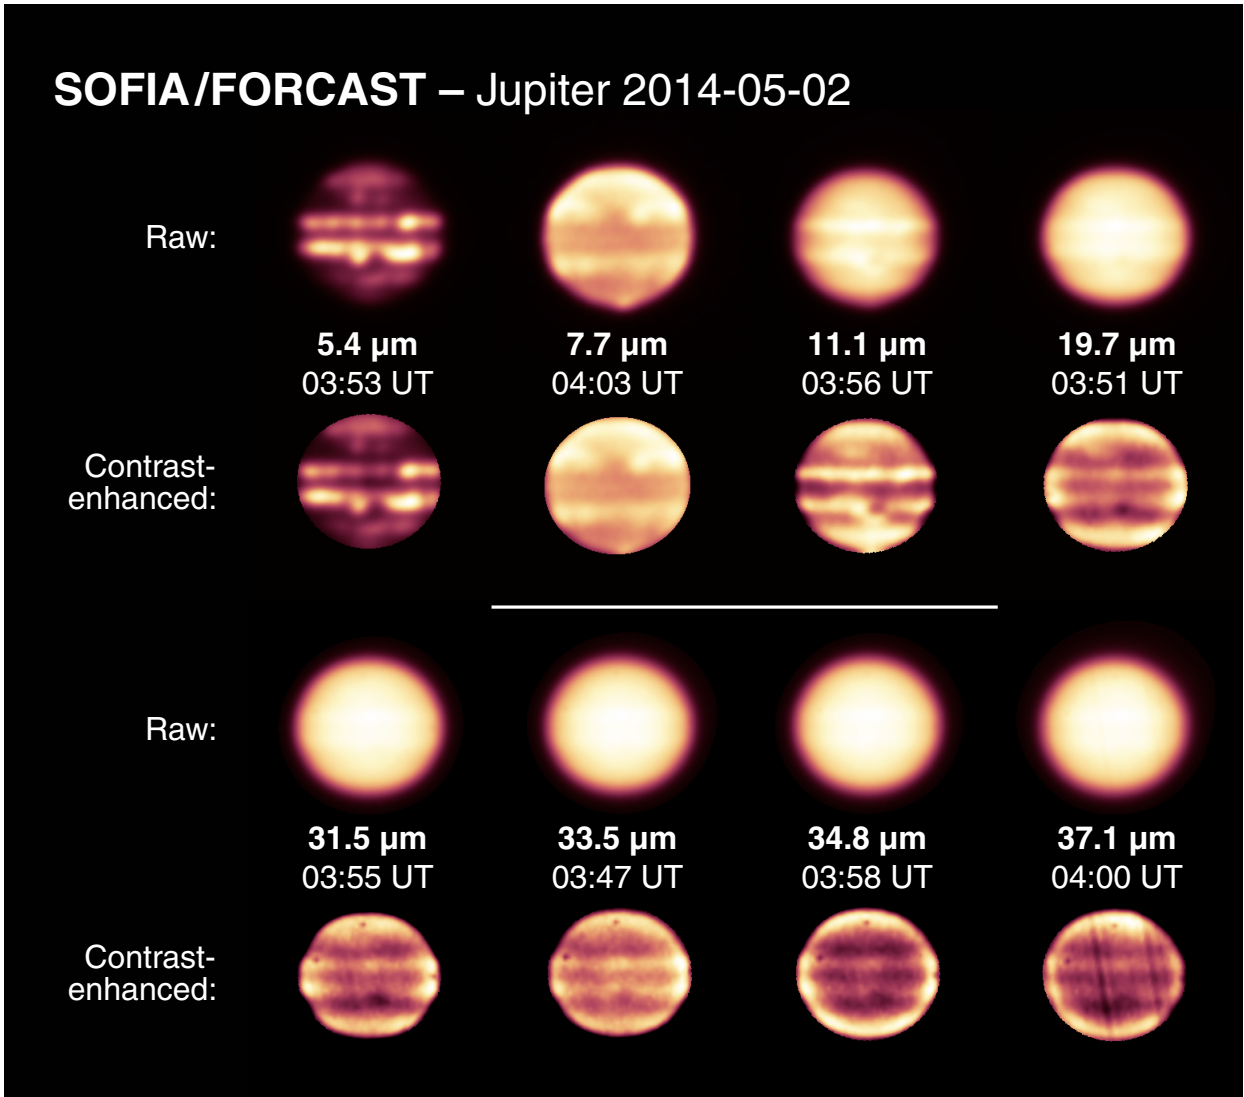 SOFIA/FORCAST – Jupiter 2014-05-02
Raw:
5.4 µm 7.7 µm 11.1 µm 19.7 µm
03:53 UT 04:03 UT 03:56 UT 03:51 UT
Contrast-
enhanced:
Raw:
31.5 µm 33.5 µm 34.8 µm 37.1 µm
03:55 UT 03:47 UT 03:58 UT 04:00 UT
Contrast-
enhanced: